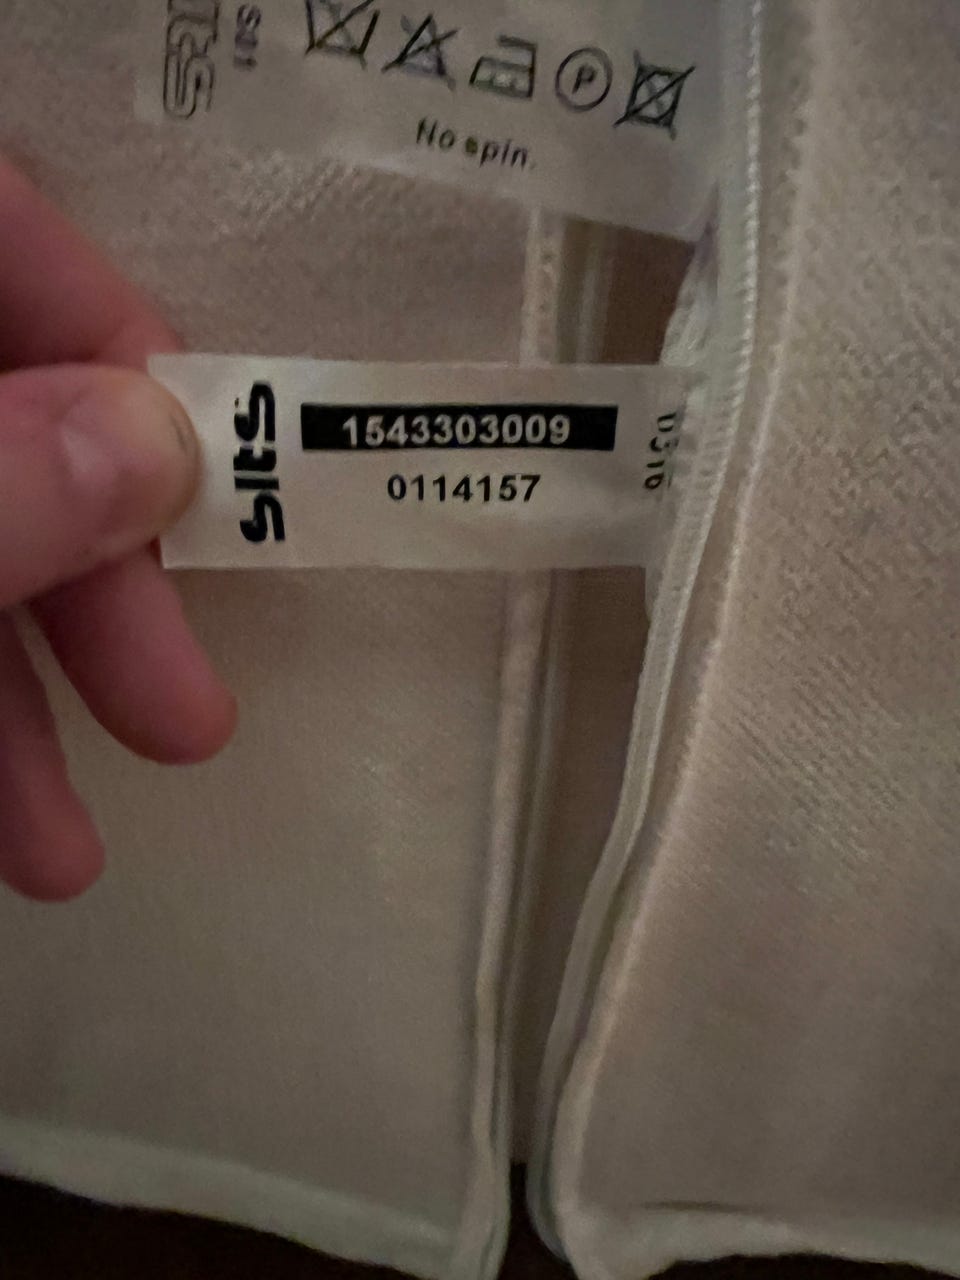 P
No spin.
1543303009
0114157
SitS